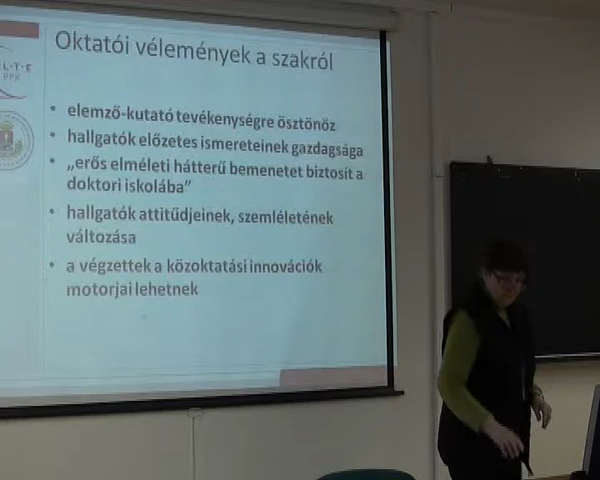 Oktatói vélemények a szakról
L·T·E
PPK
• elemző-kutató tevékenységre ösztönöz
• hallgatók előzetes ismereteinek gazdagsága
• „erős elméleti hátterű bemenetet biztosít a
doktori iskolába”
• hallgatók attitűdjeinek, szemléletének
változása
• a végzettek a közoktatási innovációk
motorjai lehetnek